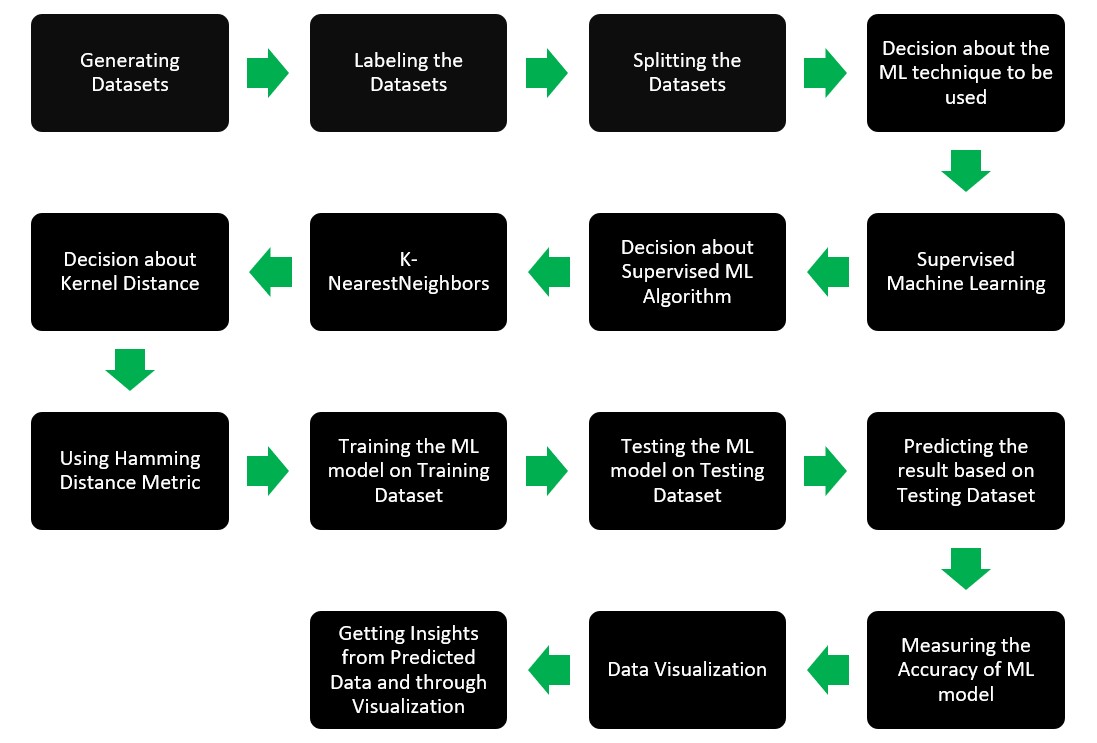 Generating
Datasets
Labeling the
Datasets
Splitting the
Datasets
Decision about the
ML technique to be
used
Supervised
Machine Learning
Decision about
Supervised ML
Algorithm
K-
NearestNeighbors
Decision about
Kernel Distance
Using Hamming
Distance Metric
Training the ML
model on Training
Dataset
Testing the ML
model on Testing
Dataset
Predicting the
result based on
Testing Dataset
Measuring the
Accuracy of ML
model
Data Visualization
Getting Insights
from Predicted
Data and through
Visualization